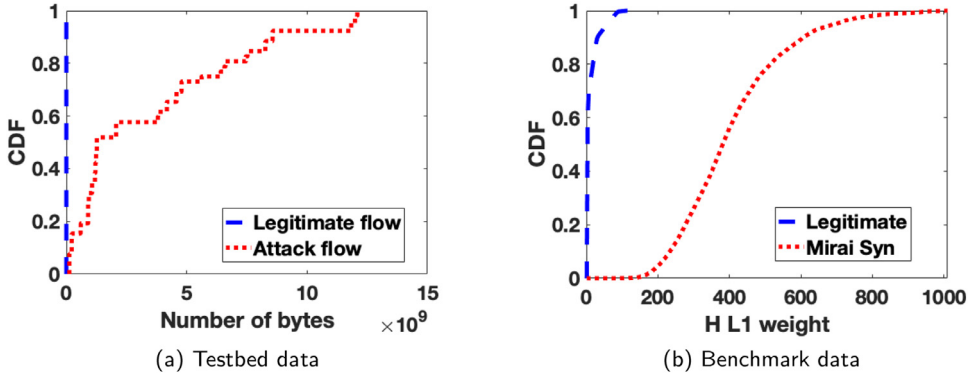 1
0.8
0.6
0.4
0.2
0
CDF
Legitimate flow
Attack flow
0 5 10 15
Number of bytes ×10^9
(a) Testbed data
1
0.8
0.6
0.4
0.2
0
CDF
Legitimate
Mirai Syn
0 200 400 600 800 1000
H L1 weight
(b) Benchmark data